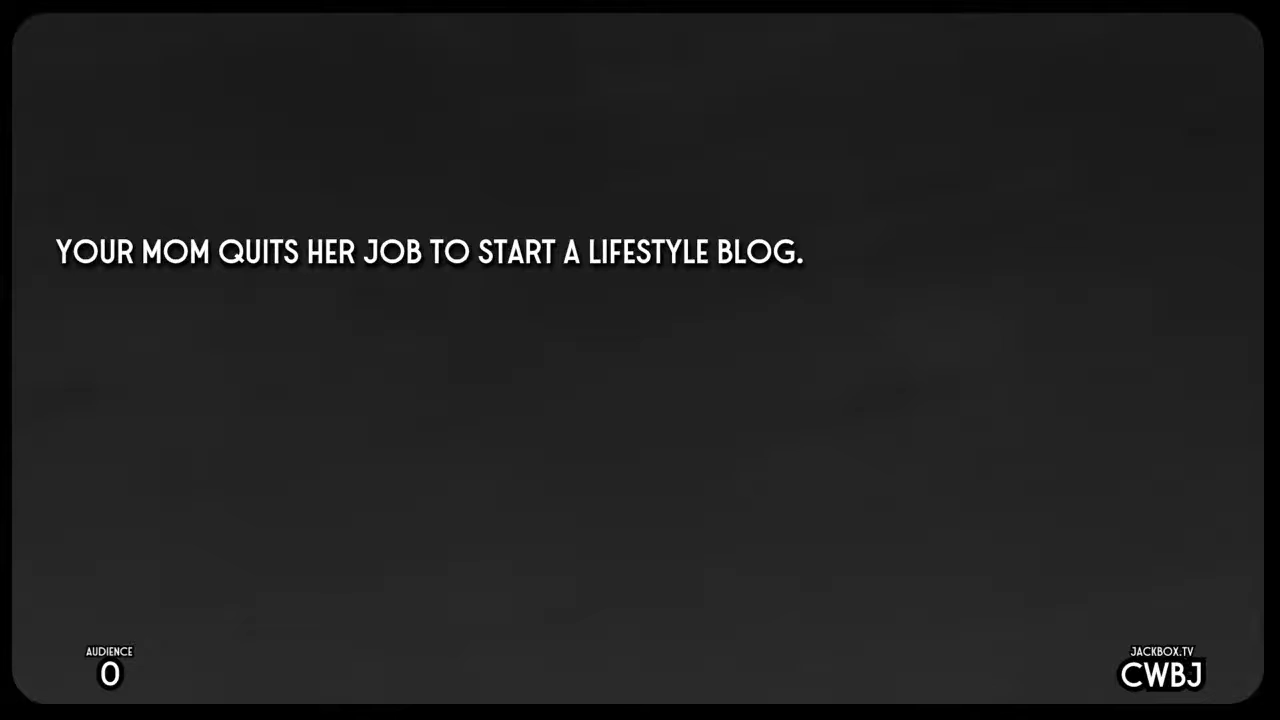 YOUR MOM QUITS HER JOB TO START A LIFESTYLE BLOG.
AUDIENCE
0
JACKBOX.TV
CWBJ